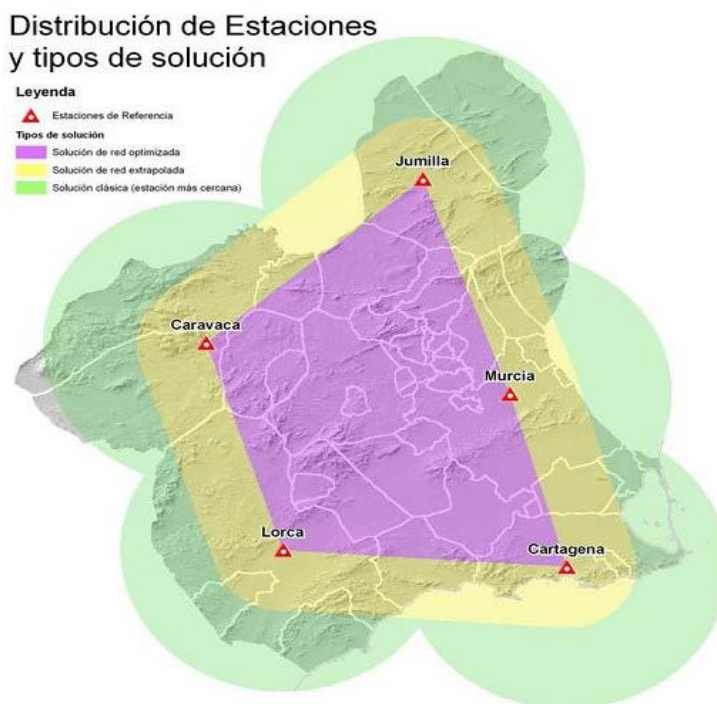 Distribución de Estaciones
y tipos de solución
Leyenda
Estaciones de Referencia
Tipos de solución
Solución de red optimizada
Solución de red extrapolada
Solución clásica (estación más cercana)
Jumilla
Caravaca
Murcia
Lorca
Cartagena